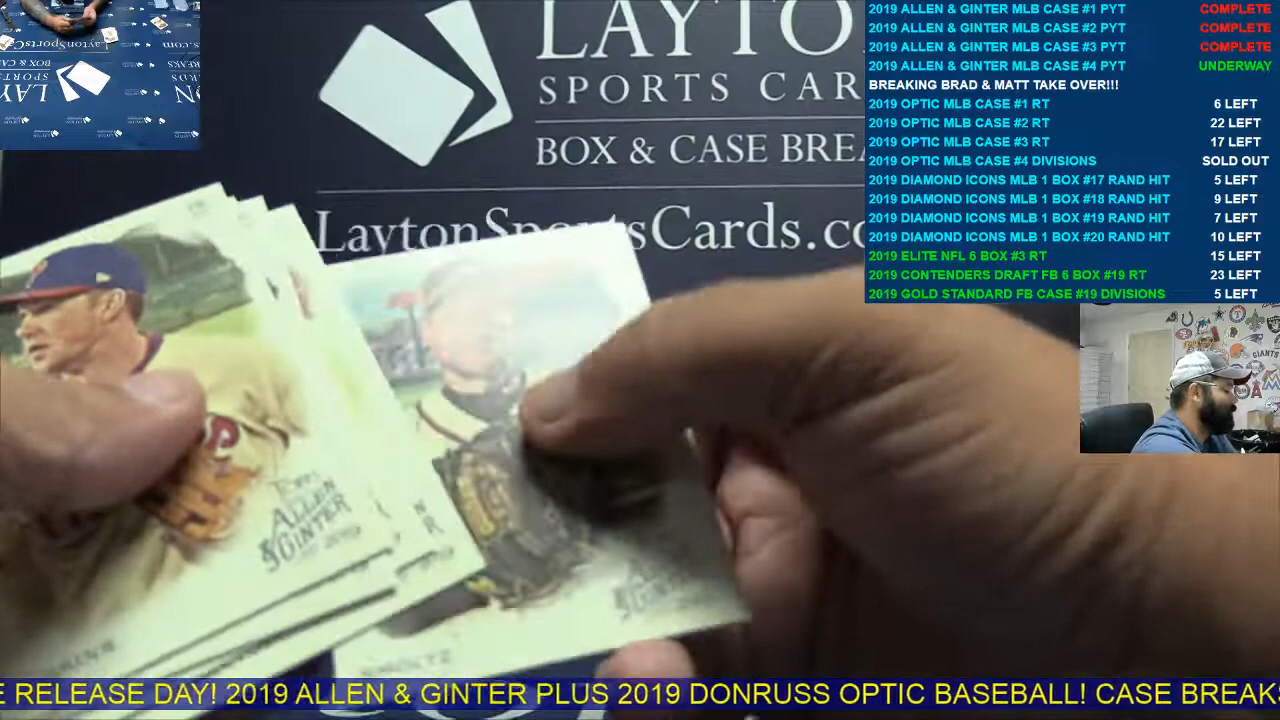 LAYTO
SPORTS CAR
BOX & CASE BREA
LaytonSportsCards.co
2019 ALLEN & GINTER MLB CASE #1 PYT COMPLETE
2019 ALLEN & GINTER MLB CASE #2 PYT COMPLETE
2019 ALLEN & GINTER MLB CASE #3 PYT COMPLETE
2019 ALLEN & GINTER MLB CASE #4 PYT UNDERWAY
BREAKING BRAD & MATT TAKE OVER!!!
2019 OPTIC MLB CASE #1 RT 6 LEFT
2019 OPTIC MLB CASE #2 RT 22 LEFT
2019 OPTIC MLB CASE #3 RT 17 LEFT
2019 OPTIC MLB CASE #4 DIVISIONS SOLD OUT
2019 DIAMOND ICONS MLB 1 BOX #17 RAND HIT 5 LEFT
2019 DIAMOND ICONS MLB 1 BOX #18 RAND HIT 9 LEFT
2019 DIAMOND ICONS MLB 1 BOX #19 RAND HIT 7 LEFT
2019 DIAMOND ICONS MLB 1 BOX #20 RAND HIT 10 LEFT
2019 ELITE NFL 6 BOX #3 RT 15 LEFT
2019 CONTENDERS DRAFT FB 6 BOX #19 RT 23 LEFT
2019 GOLD STANDARD FB CASE #19 DIVISIONS 5 LEFT
GIANTS
Topps
ALLEN
& GINTER
E RELEASE DAY! 2019 ALLEN & GINTER PLUS 2019 DONRUSS OPTIC BASEBALL! CASE BREAKS